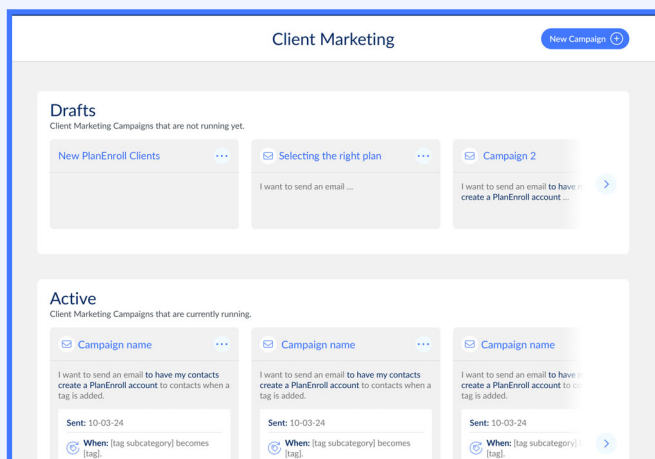 Client Marketing
New Campaign
Drafts
Client Marketing Campaigns that are not running yet.
New PlanEnroll Clients
Selecting the right plan
I want to send an email ...
Campaign 2
I want to send an email to have
create a PlanEnroll account ...
Active
Client Marketing Campaigns that are currently running.
Campaign name
I want to send an email to have my contacts
create a PlanEnroll account to contacts when a
tag is added.
Sent: 10-03-24
When: [tag subcategory] becomes
[tag].
Campaign name
I want to send an email to have my contacts
create a PlanEnroll account to contacts when a
tag is added.
Sent: 10-03-24
When: [tag subcategory] becomes
[tag].
Campaign name
I want to send an email to have
create a PlanEnroll account to
tag is added.
Sent: 10-03-24
When: [tag subcategory]
[tag].